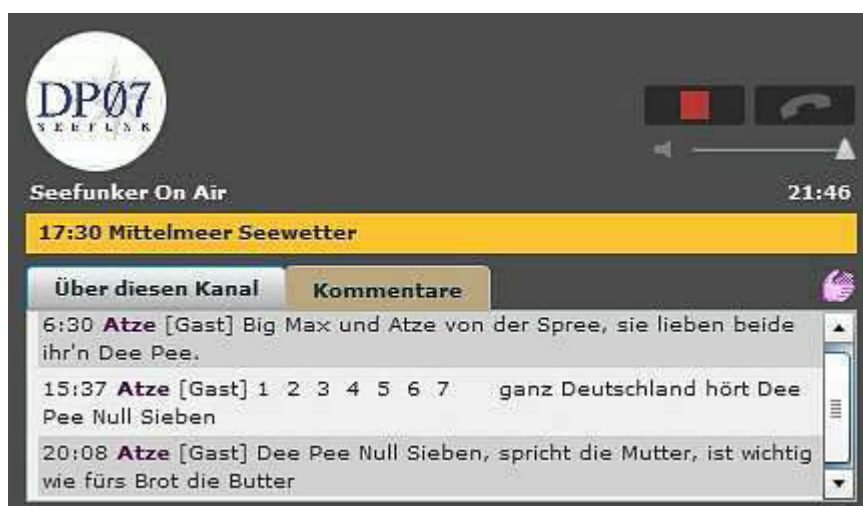 DPØ7
SEEFUNK
Seefunker On Air
21:46
17:30 Mittelmeer Seewetter
Über diesen Kanal
Kommentare
6:30 Atze [Gast] Big Max und Atze von der Spree, sie lieben beide
ihr'n Dee Pee.
15:37 Atze [Gast] 1 2 3 4 5 6 7 ganz Deutschland hört Dee
Pee Null Sieben
20:08 Atze [Gast] Dee Pee Null Sieben, spricht die Mutter, ist wichtig
wie fürs Brot die Butter